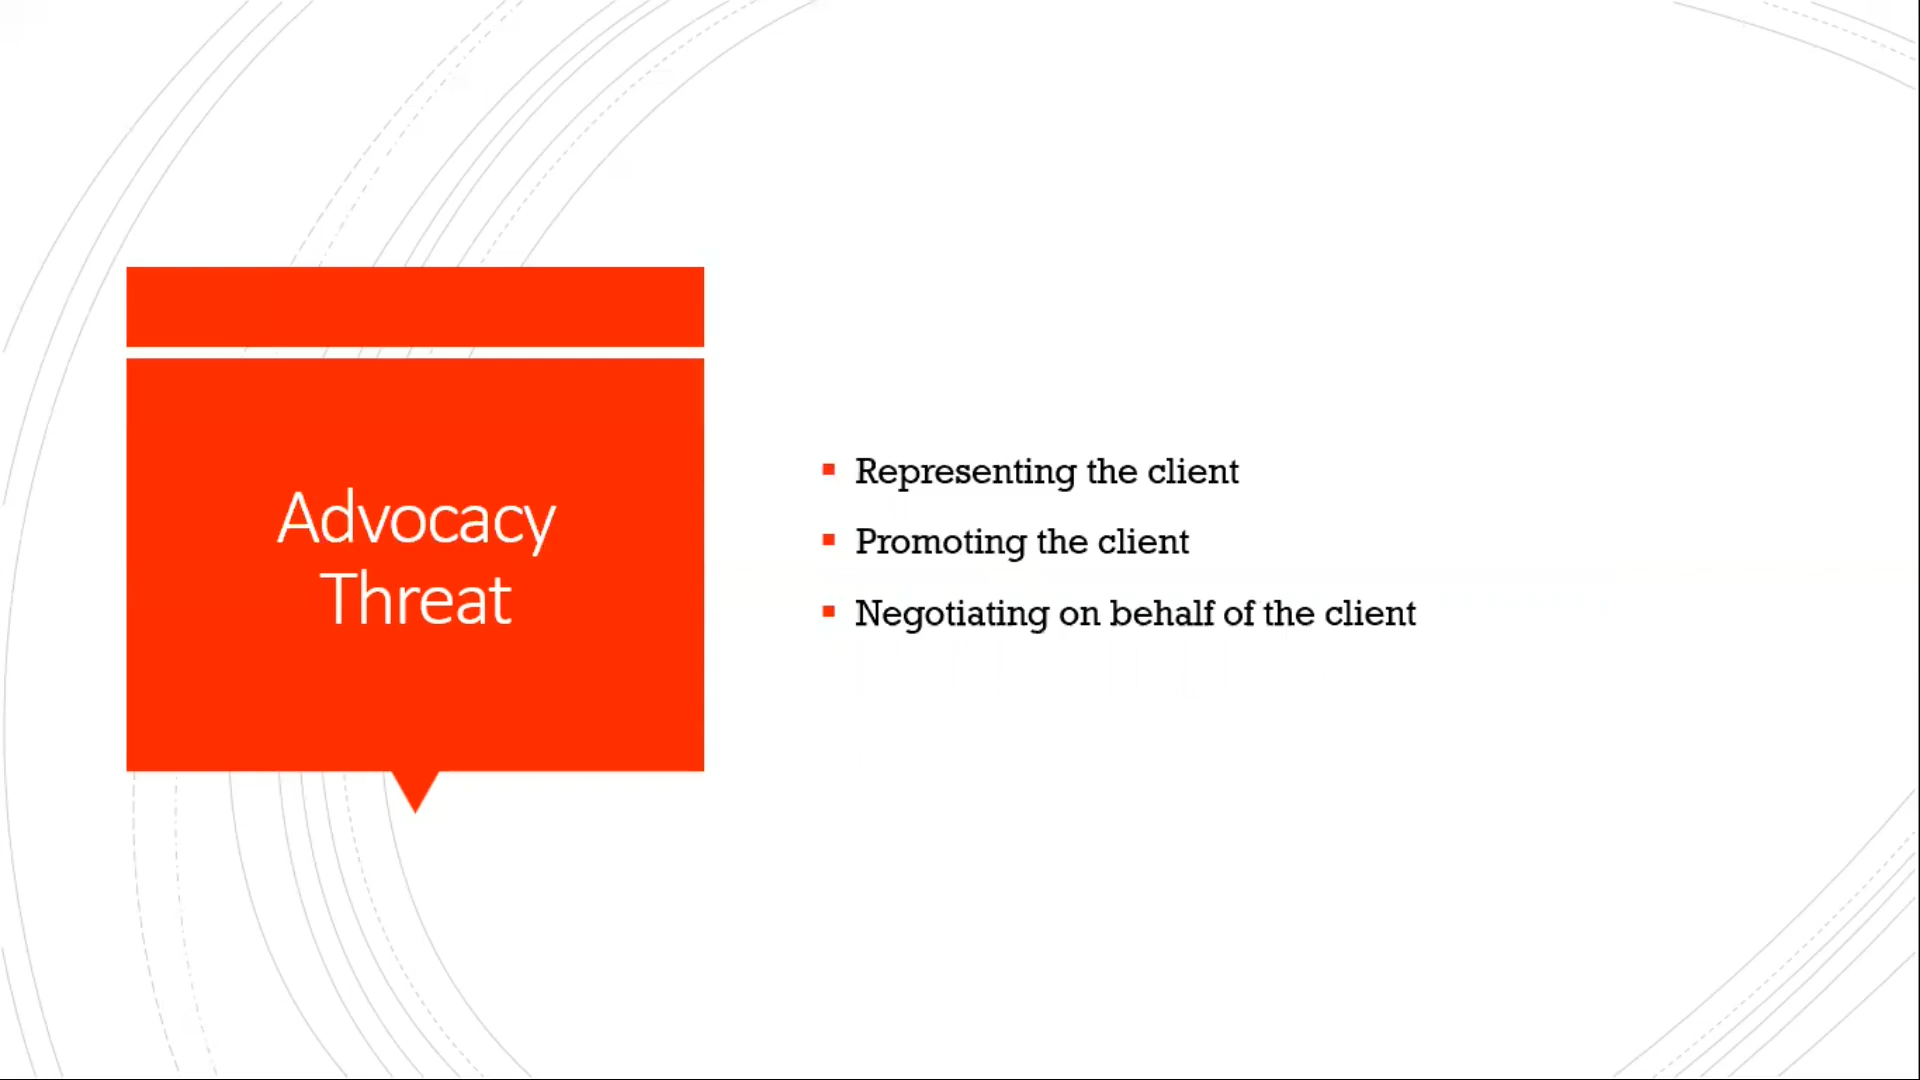 Advocacy
Threat
Representing the client
Promoting the client
Negotiating on behalf of the client